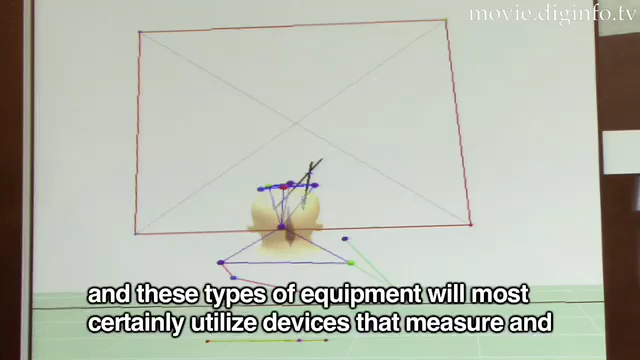 movie.diginfo.tv
and these types of equipment will most
certainly utilize devices that measure and